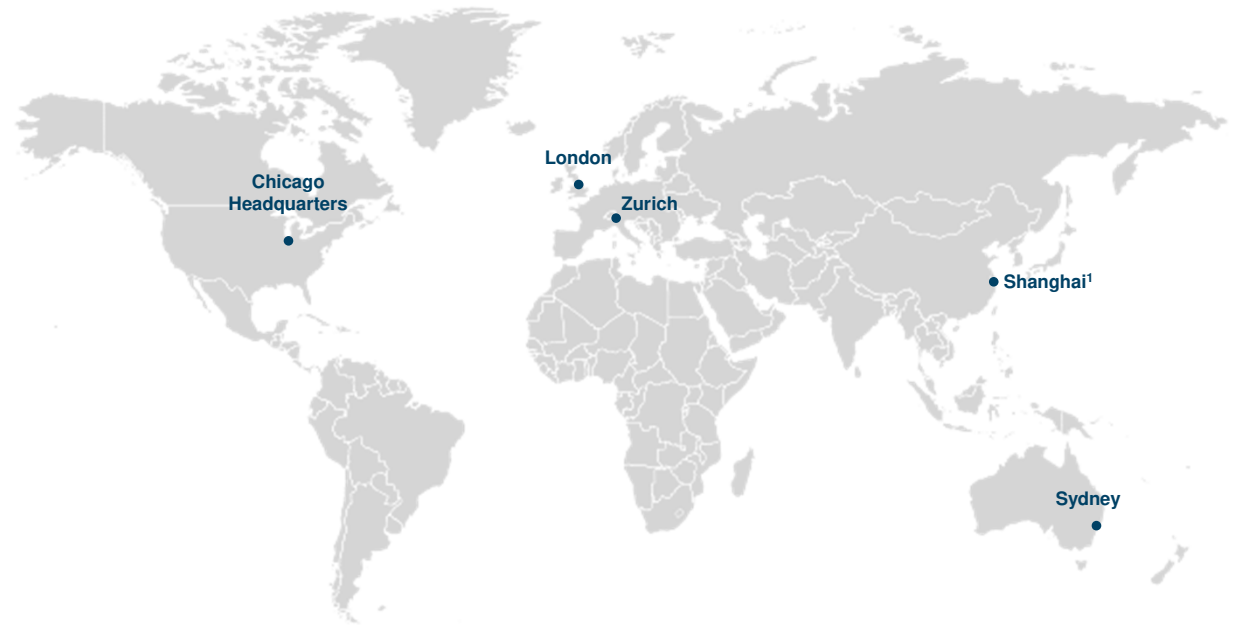 London
Chicago
Headquarters
Zurich
Shanghai¹
Sydney